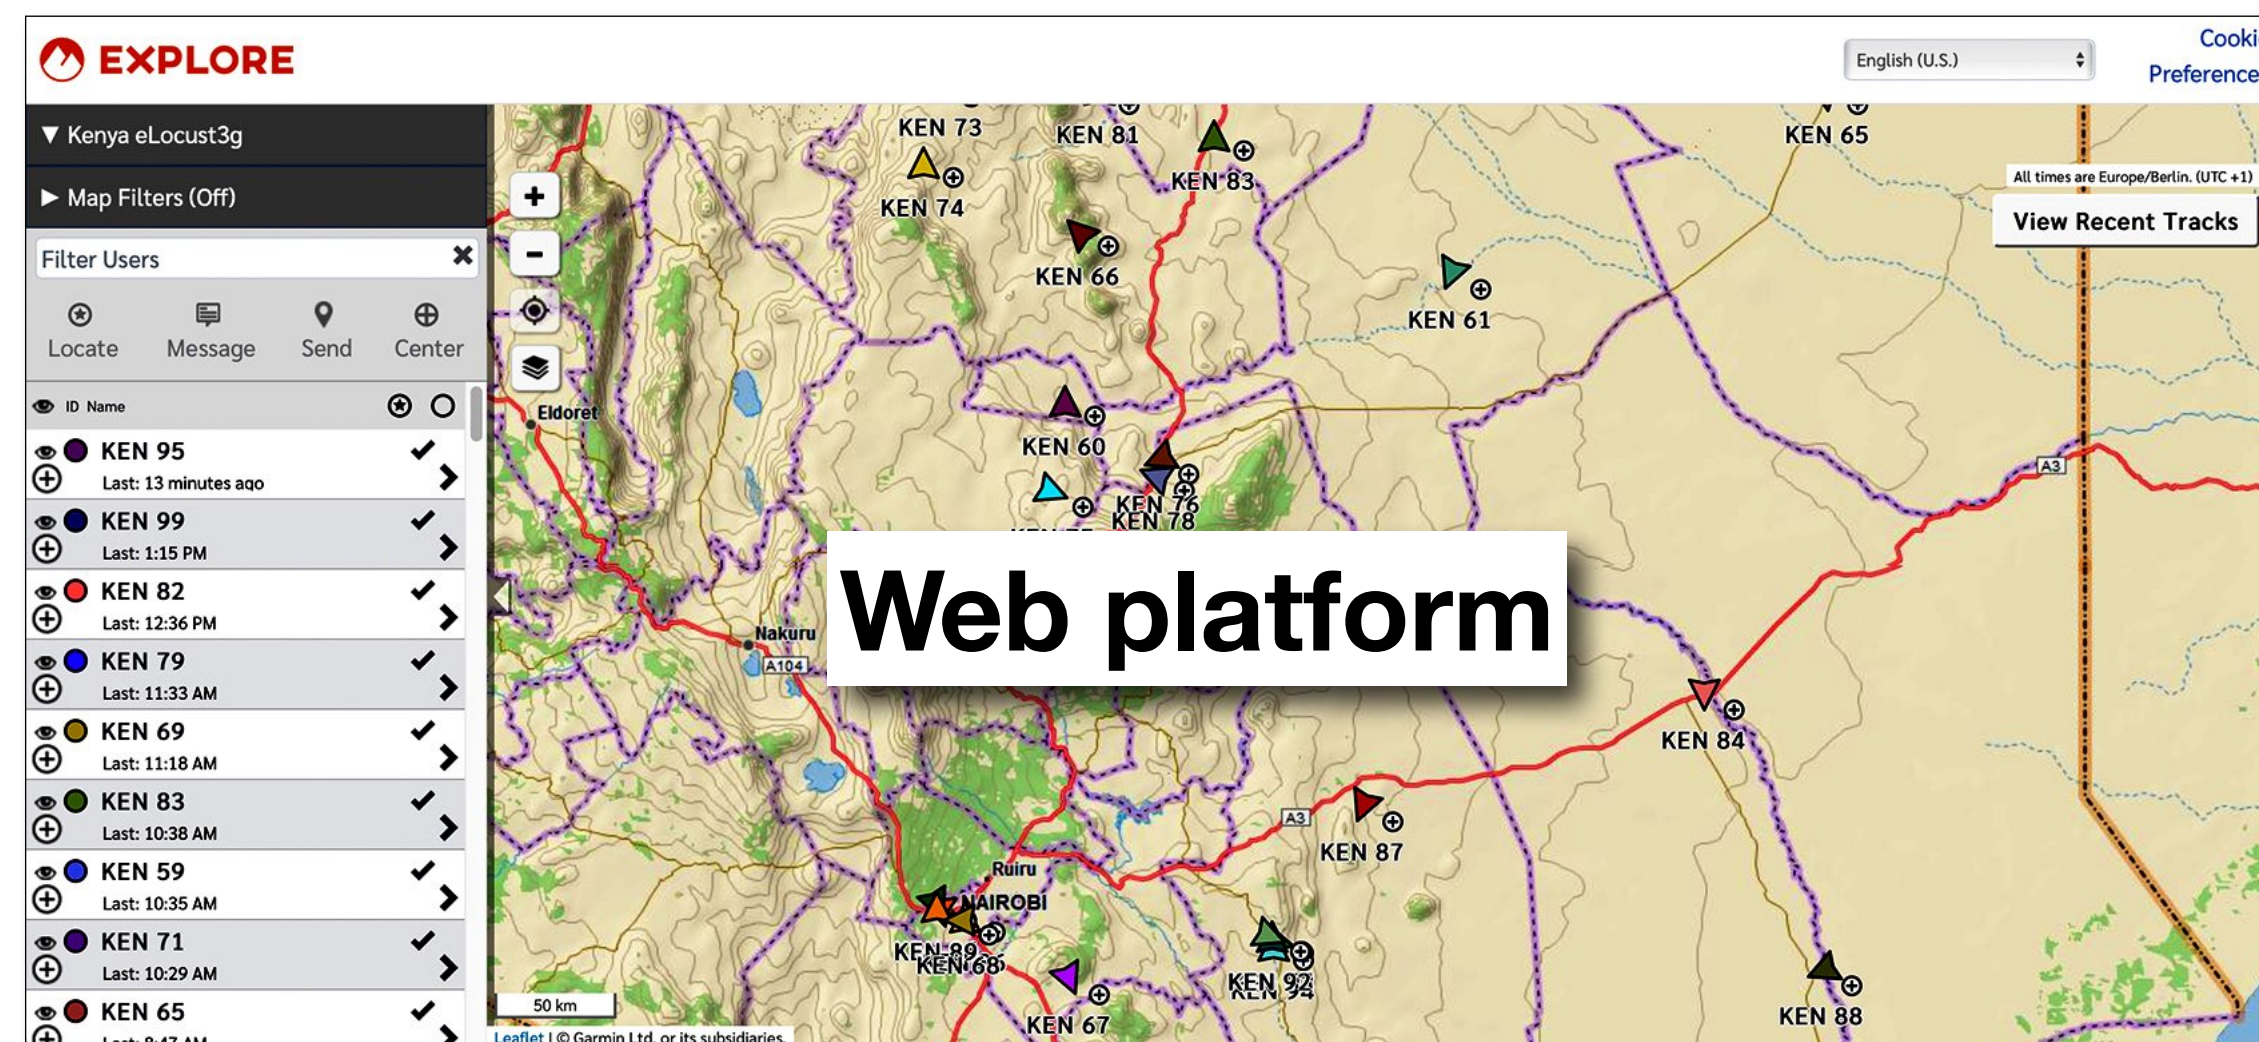 EXPLORE
English (U.S.)
Cooki
Preference
▼ Kenya eLocust3g
▶ Map Filters (Off)
Filter Users
Locate Message Send Center
ID Name
KEN 95
Last: 13 minutes ago
KEN 99
Last: 1:15 PM
KEN 82
Last: 12:36 PM
KEN 79
Last: 11:33 AM
KEN 69
Last: 11:18 AM
KEN 83
Last: 10:38 AM
KEN 59
Last: 10:35 AM
KEN 71
Last: 10:29 AM
KEN 65
KEN 73
KEN 81
KEN 65
KEN 74
KEN 83
All times are Europe/Berlin. (UTC +1)
View Recent Tracks
KEN 66
KEN 61
Eldoret
KEN 60
A3
KEN 76
KEN 78
Web platform
Nakuru
A104
KEN 84
A3
KEN 87
Ruiru
NAIROBI
KEN 89
KEN 68
KEN 92
KEN 94
50 km
KEN 67
KEN 88
Leaflet | © Garmin Ltd. or its subsidiaries.